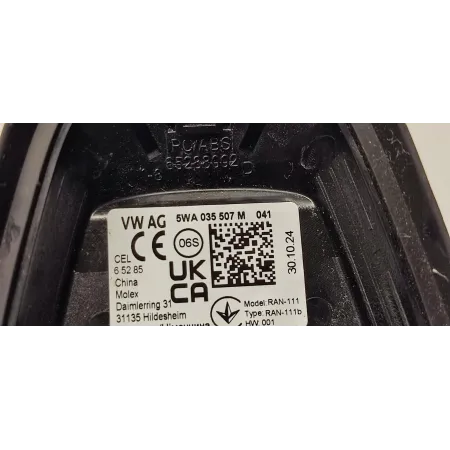 PC/ABS
VW AG 5WA 035 507 M 041
CE 06S
CEL
6 52 85
UK
CA
30.10.24
China
Molex
Daimlerring 31
31135 Hildesheim
Model: RAN-111
Type: RAN-111b
HW 001